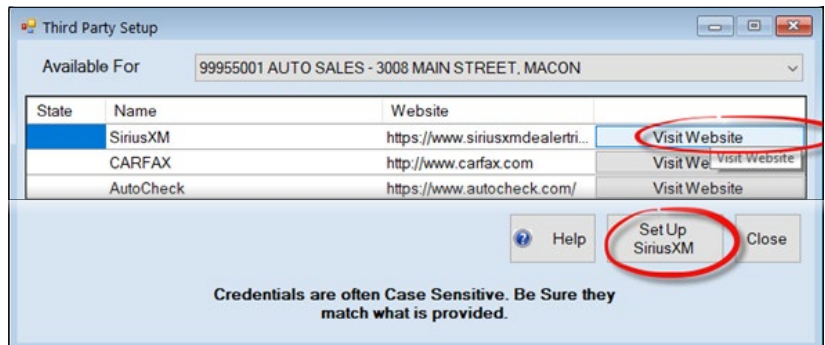 Third Party Setup
Available For 99955001 AUTO SALES - 3008 MAIN STREET, MACON
State Name Website
SiriusXM https://www.siriusxmdealertri... Visit Website
CARFAX http://www.carfax.com Visit We Visit Website
AutoCheck https://www.autocheck.com/ Visit Website
Help Set Up SiriusXM Close
Credentials are often Case Sensitive. Be Sure they
match what is provided.